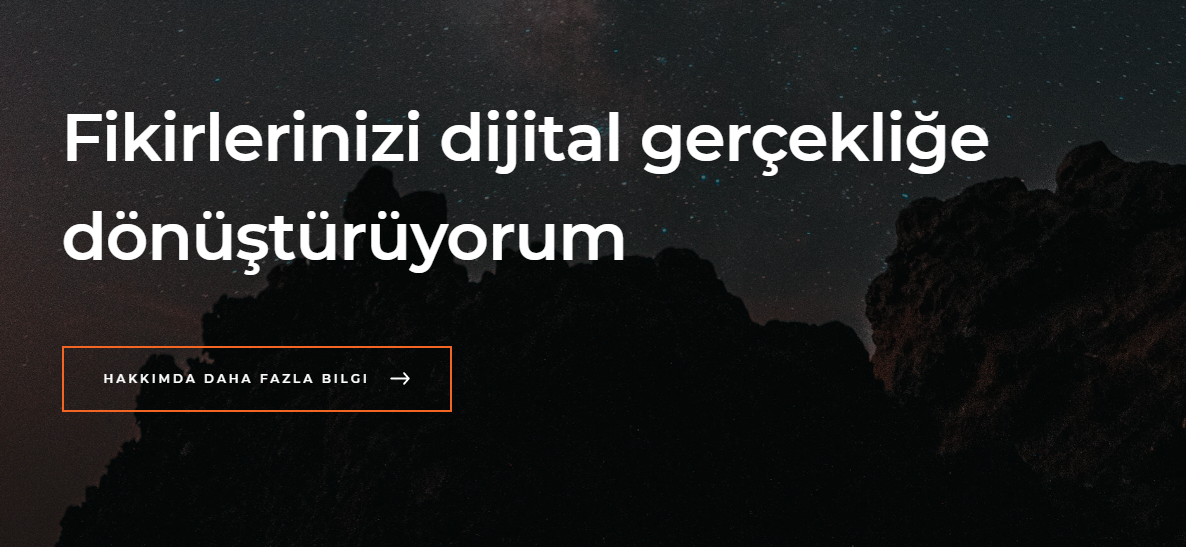 Fikirlerinizi dijital gerçekliğe
dönüştürüyorum
HAKKIMDA DAHA FAZLA BILGI